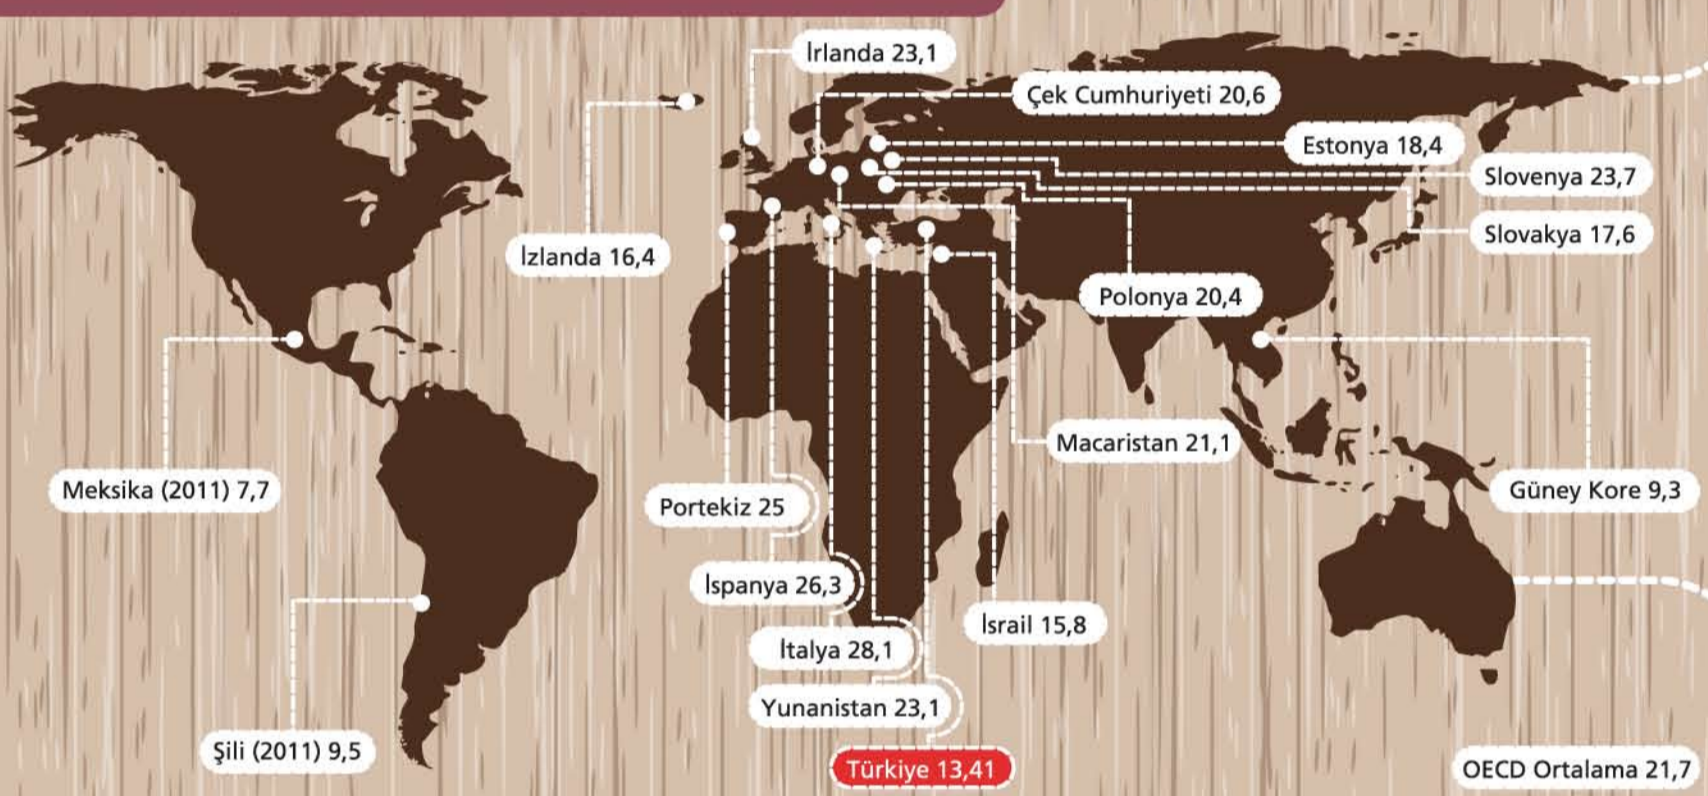 İrlanda 23,1
Çek Cumhuriyeti 20,6
Estonya 18,4
Slovenya 23,7
Slovakya 17,6
İzlanda 16,4
Polonya 20,4
Macaristan 21,1
Meksika (2011) 7,7
Güney Kore 9,3
Portekiz 25
İspanya 26,3
İsrail 15,8
İtalya 28,1
Yunanistan 23,1
Şili (2011) 9,5
Türkiye 13,41
OECD Ortalama 21,7